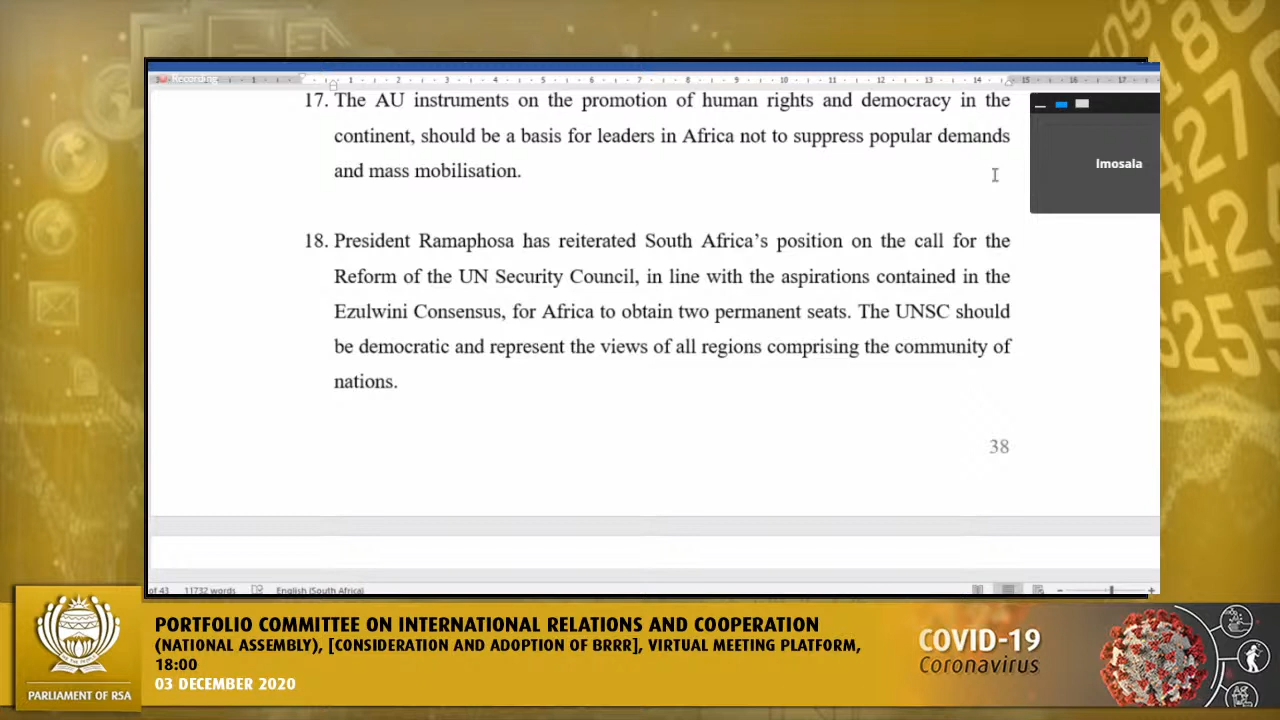 Recording
17. The AU instruments on the promotion of human rights and democracy in the
continent, should be a basis for leaders in Africa not to suppress popular demands
and mass mobilisation.
lmosala
18. President Ramaphosa has reiterated South Africa's position on the call for the
Reform of the UN Security Council, in line with the aspirations contained in the
Ezulwini Consensus, for Africa to obtain two permanent seats. The UNSC should
be democratic and represent the views of all regions comprising the community of
nations.
38
of 43 11732 words English (South Africa)
PARLIAMENT OF RSA
PORTFOLIO COMMITTEE ON INTERNATIONAL RELATIONS AND COOPERATION
(NATIONAL ASSEMBLY), [CONSIDERATION AND ADOPTION OF BRRR], VIRTUAL MEETING PLATFORM,
18:00
03 DECEMBER 2020
COVID-19
Coronavirus